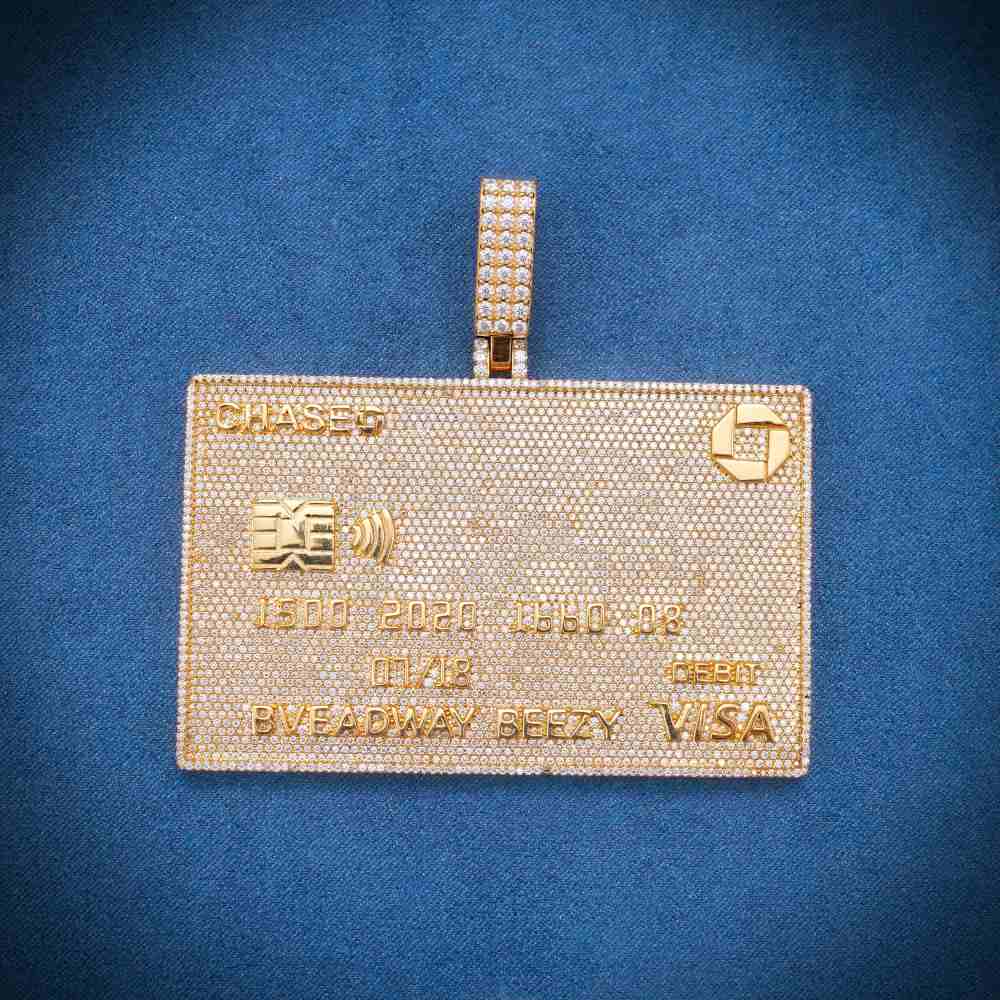 CHASE
1500 2020 1660 08
07/18
DEBIT
BVEADWAY BEEZY
VISA